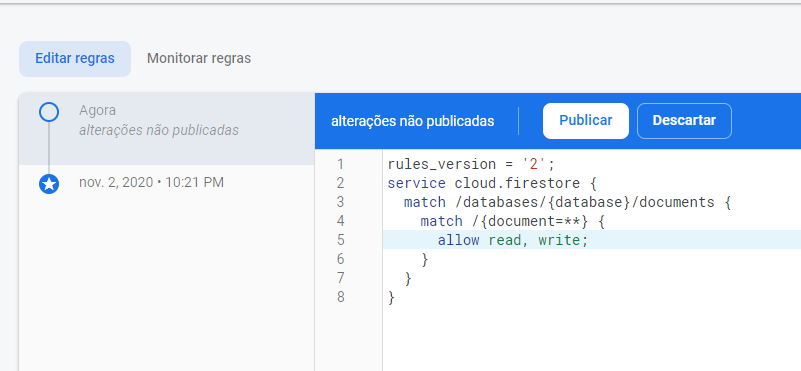 Editar regras
Monitorar regras
Agora
alterações não publicadas
nov. 2, 2020 • 10:21 PM
alterações não publicadas
Publicar
Descartar
1 rules_version = '2';
2 service cloud.firestore {
3   match /databases/{database}/documents {
4     match /{document=**} {
5       allow read, write;
6     }
7   }
8 }